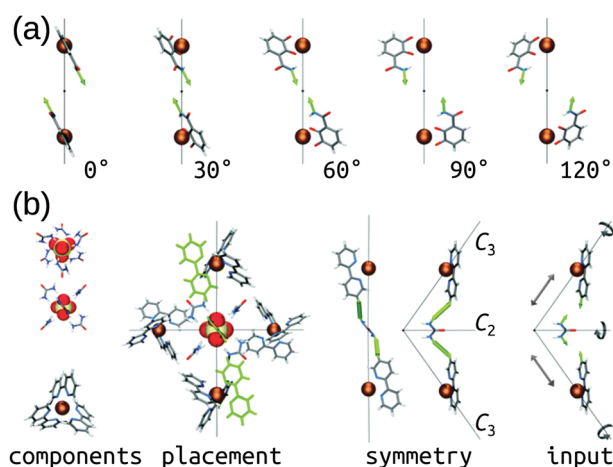 (a)
0° 30° 60° 90° 120°
(b)
C3
C2
C3
components placement symmetry input